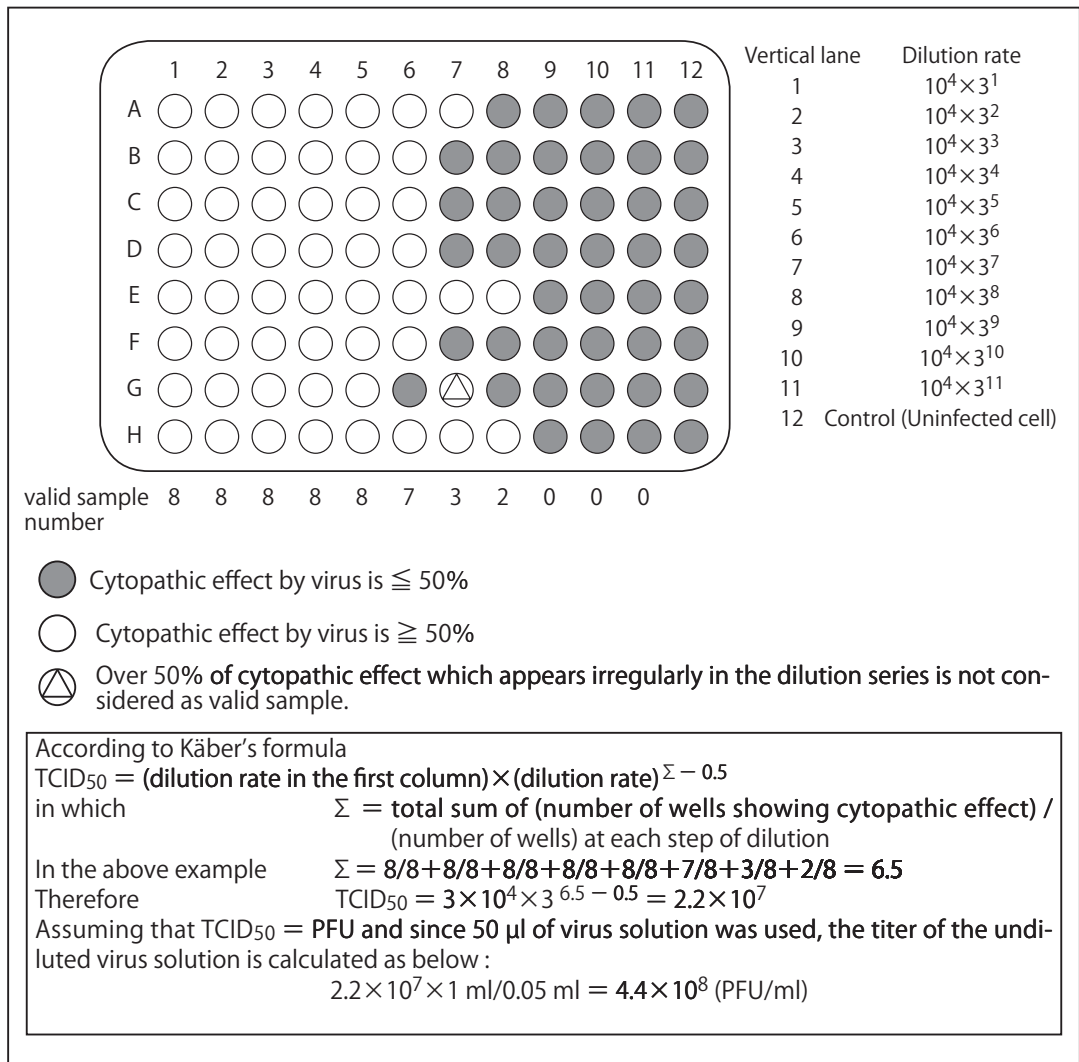 Vertical lane Dilution rate
1 2 3 4 5 6 7 8 9 10 11 12
A
B
C
D
E
F
G
H
1 10⁴×3¹
2 10⁴×3²
3 10⁴×3³
4 10⁴×3⁴
5 10⁴×3⁵
6 10⁴×3⁶
7 10⁴×3⁷
8 10⁴×3⁸
9 10⁴×3⁹
10 10⁴×3¹⁰
11 10⁴×3¹¹
12 Control (Uninfected cell)
valid sample 8 8 8 8 8 7 3 2 0 0 0
number
Cytopathic effect by virus is ≦ 50%
Cytopathic effect by virus is ≧ 50%
Over 50% of cytopathic effect which appears irregularly in the dilution series is not con-
sidered as valid sample.
According to Käber's formula
TCID₅₀ = (dilution rate in the first column)×(dilution rate)^Σ − 0.5
in which Σ = total sum of (number of wells showing cytopathic effect) /
(number of wells) at each step of dilution
In the above example Σ = 8/8+8/8+8/8+8/8+8/8+7/8+3/8+2/8 = 6.5
Therefore TCID₅₀ = 3×10⁴×3^6.5 − 0.5 = 2.2×10⁷
Assuming that TCID₅₀ = PFU and since 50 μl of virus solution was used, the titer of the undi-
luted virus solution is calculated as below :
2.2×10⁷×1 ml/0.05 ml = 4.4×10⁸ (PFU/ml)